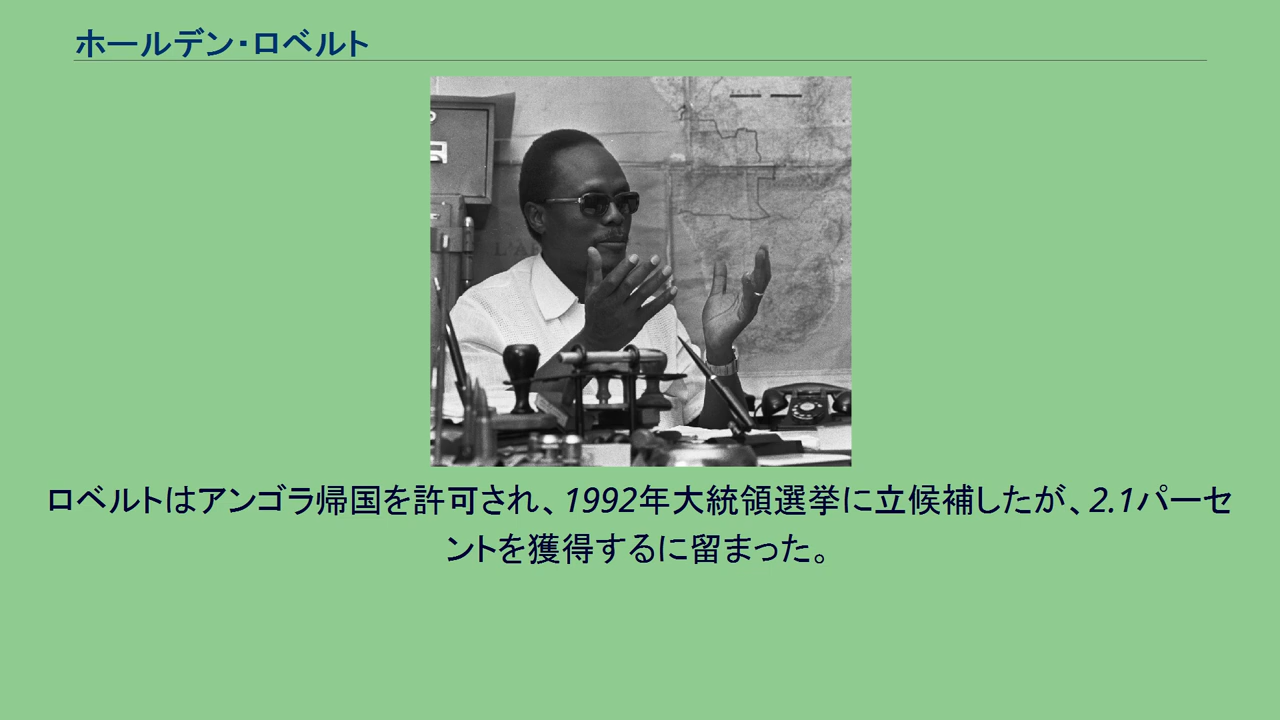 ホールデン・ロベルト
L'AF
ロベルトはアンゴラ帰国を許可され、1992年大統領選挙に立候補したが、2.1パーセ
ントを獲得するに留まった。